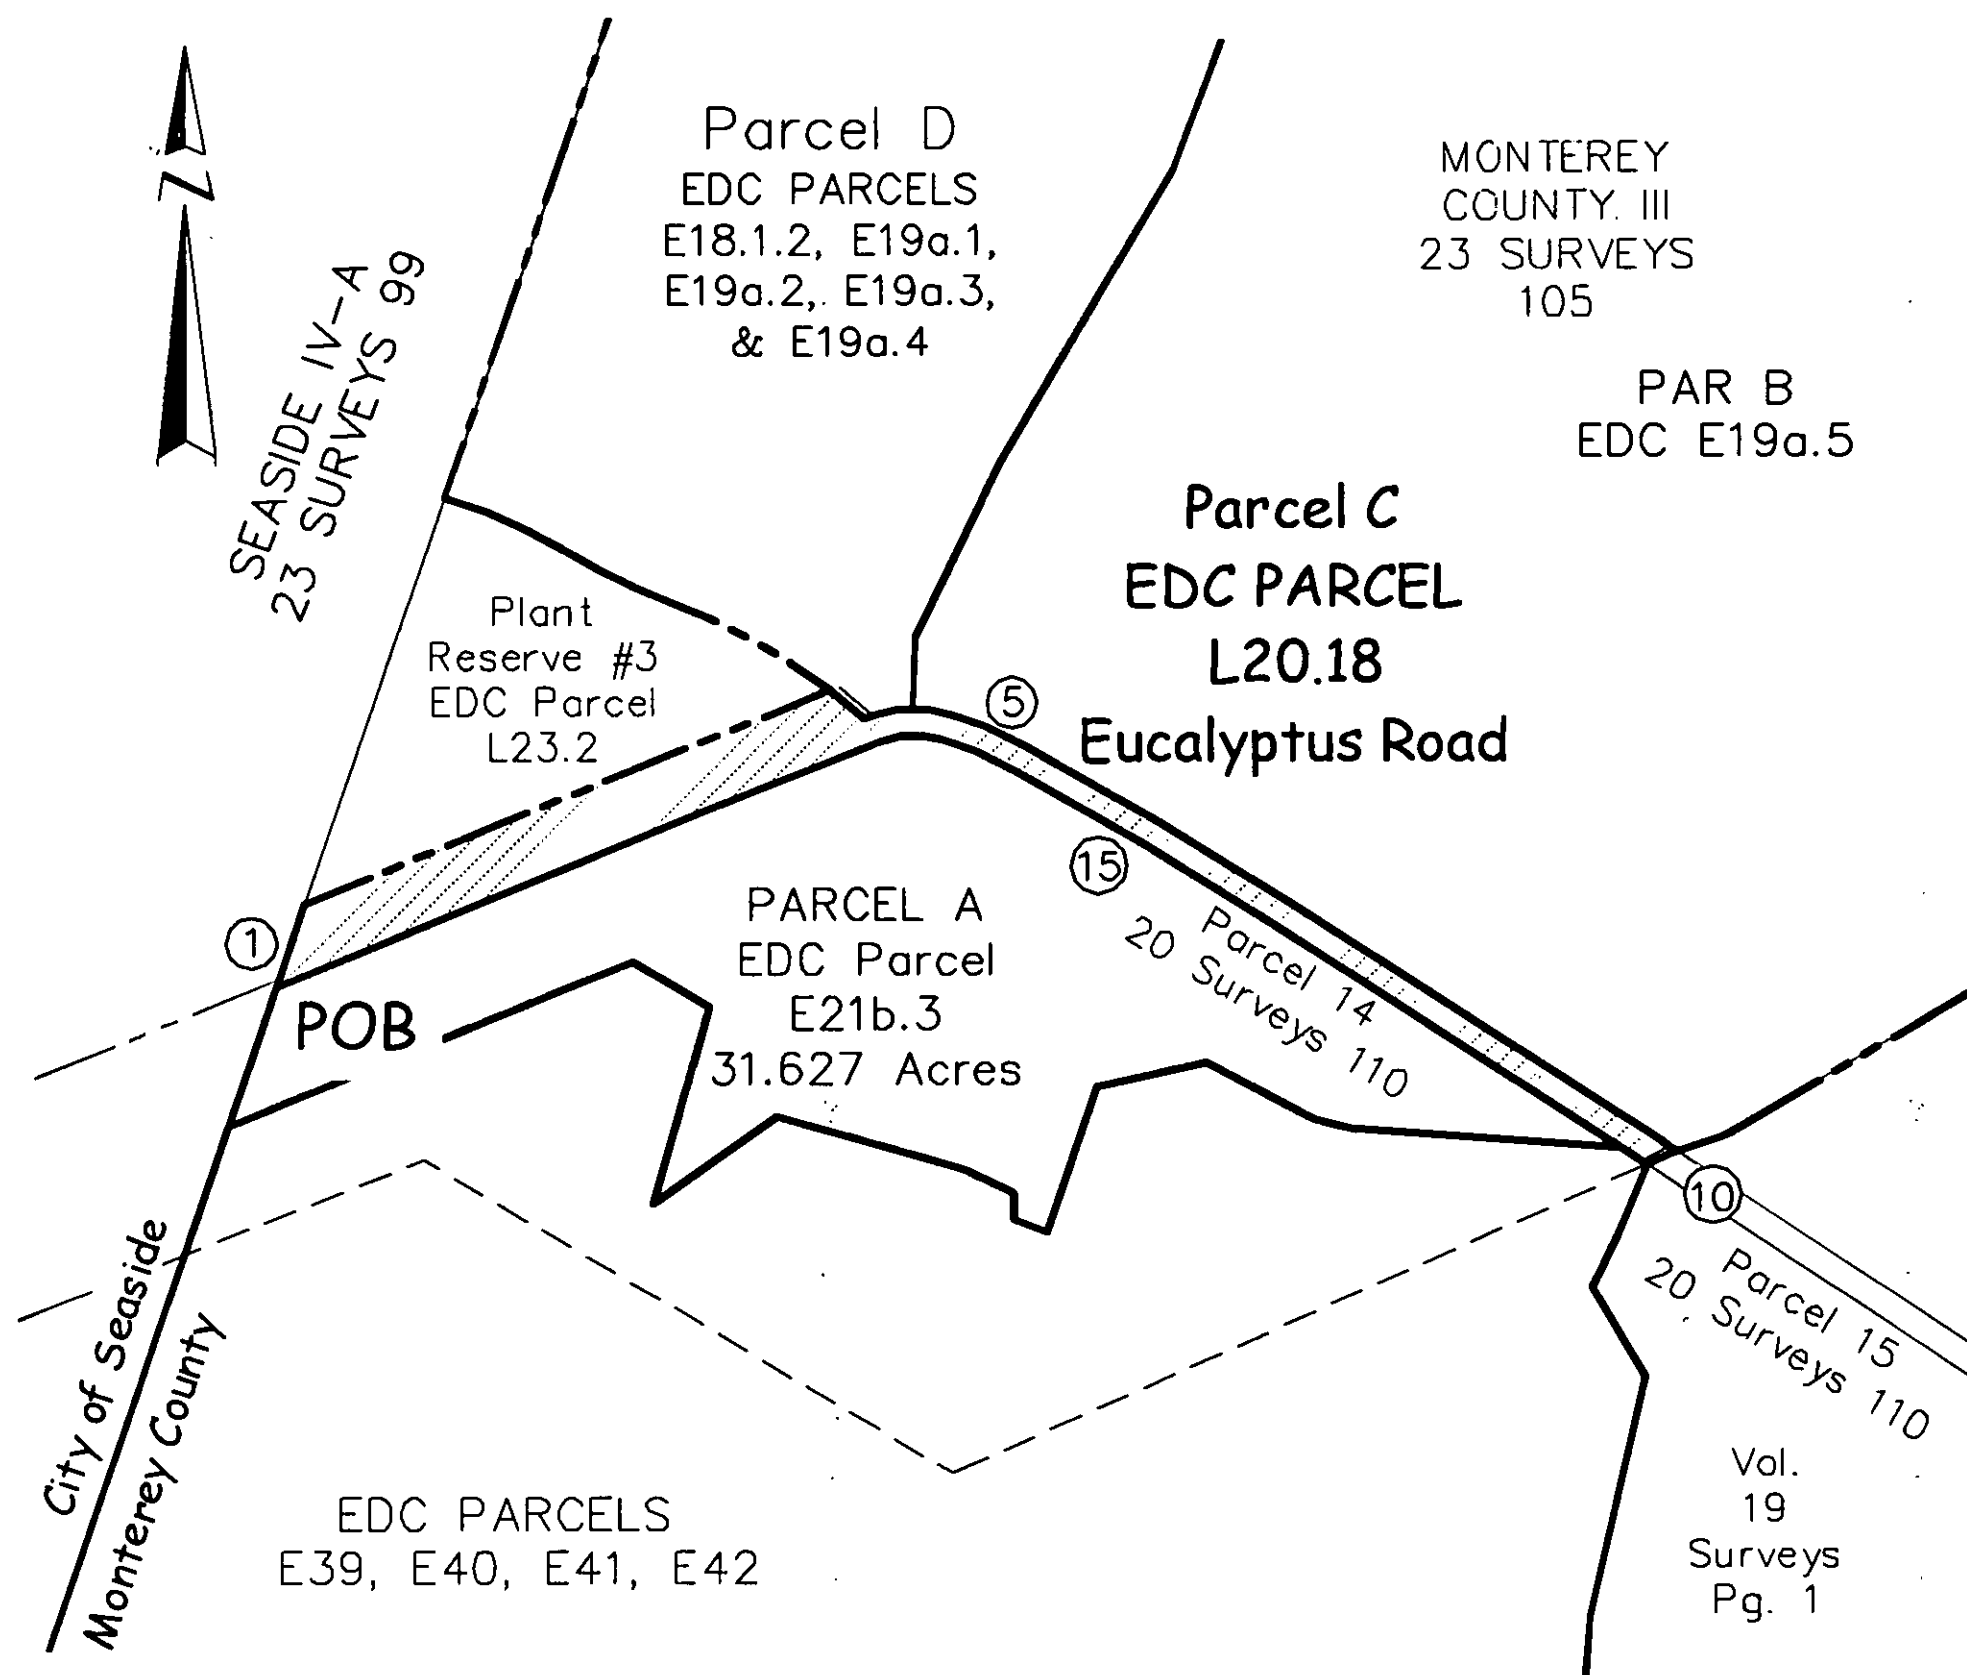 N
Parcel D
EDC PARCELS
E18.1.2, E19a.1,
E19a.2, E19a.3,
& E19a.4
MONTEREY
COUNTY. III
23 SURVEYS
105
PAR B
EDC E19a.5
SEASIDE IV-A
23 SURVEYS 99
Parcel C
EDC PARCEL
L20.18
Eucalyptus Road
Plant
Reserve #3
EDC Parcel
L23.2
5
15
1
POB
PARCEL A
EDC Parcel
E21b.3
31.627 Acres
Parcel 14
20 Surveys 110
10
Parcel 15
20 Surveys 110
City of Seaside
Monterey County
EDC PARCELS
E39, E40, E41, E42
Vol.
19
Surveys
Pg. 1